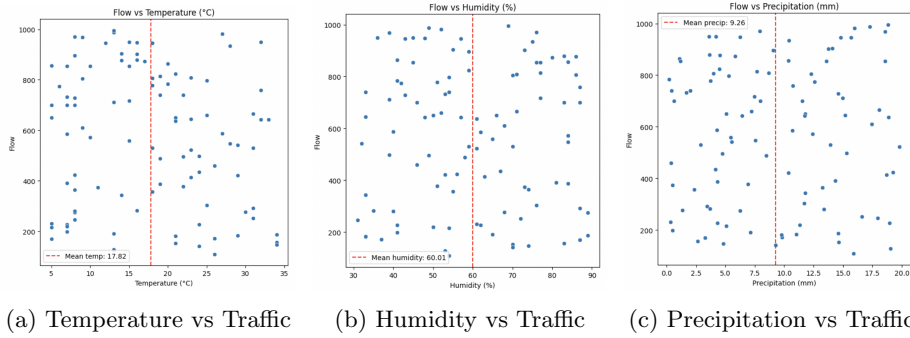 Flow vs Temperature (°C)
1000
800
600
400
200
Flow
Mean temp: 17.82
5 10 15 20 25 30 35
Temperature (°C)
Flow vs Humidity (%)
1000
800
600
400
200
Flow
Mean humidity: 60.01
30 40 50 60 70 80 90
Humidity (%)
Flow vs Precipitation (mm)
1000
800
600
400
200
Flow
Mean precip: 9.26
0.0 2.5 5.0 7.5 10.0 12.5 15.0 17.5 20.0
Precipitation (mm)
(a) Temperature vs Traffic (b) Humidity vs Traffic (c) Precipitation vs Traffic